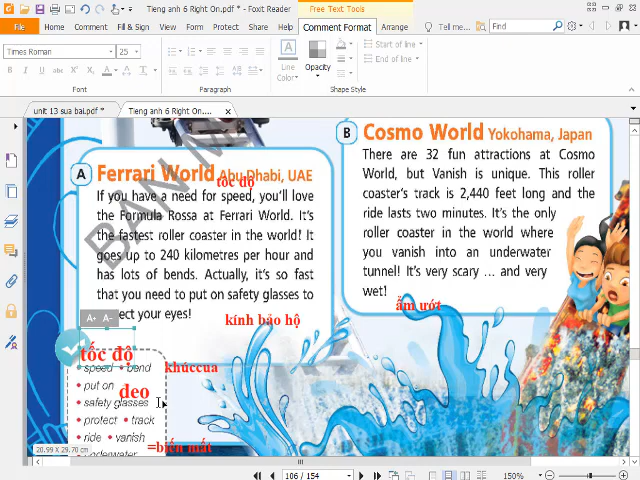 Tieng anh 6 Right On.pdf * - Foxit Reader
Free Text Tools
File
Home
Comment
Fill & Sign
View
Form
Protect
Share
Help
Comment Format
Arrange
Tell me...
Find
Times Roman
25
Font
Paragraph
Line Color
Opacity
Start of line
End of line
Shape Style
unit 13 sua bai.pdf *
Tieng anh 6 Right On....
A Ferrari World Abu Dhabi, UAE
tốc độ
If you have a need for speed, you'll love
the Formula Rossa at Ferrari World. It's
the fastest roller coaster in the world! It
goes up to 240 kilometres per hour and
has lots of bends. Actually, it's so fast
that you need to put on safety glasses to
ect your eyes!
kính bảo hộ
B Cosmo World Yokohama, Japan
There are 32 fun attractions at Cosmo
World, but Vanish is unique. This roller
coaster's track is 2,440 feet long and the
ride lasts two minutes. It's the only
roller coaster in the world where
you vanish into an underwater
tunnel! It's very scary ... and very
wet!
ẩm ướt
A+ A-
tốc độ
• speed • bend
khúccua
• put on
đeo
• safety glasses
• protect • track
• ride • vanish
=biến mất
underwater
20.99 x 29.70 cm
106 / 154
150%